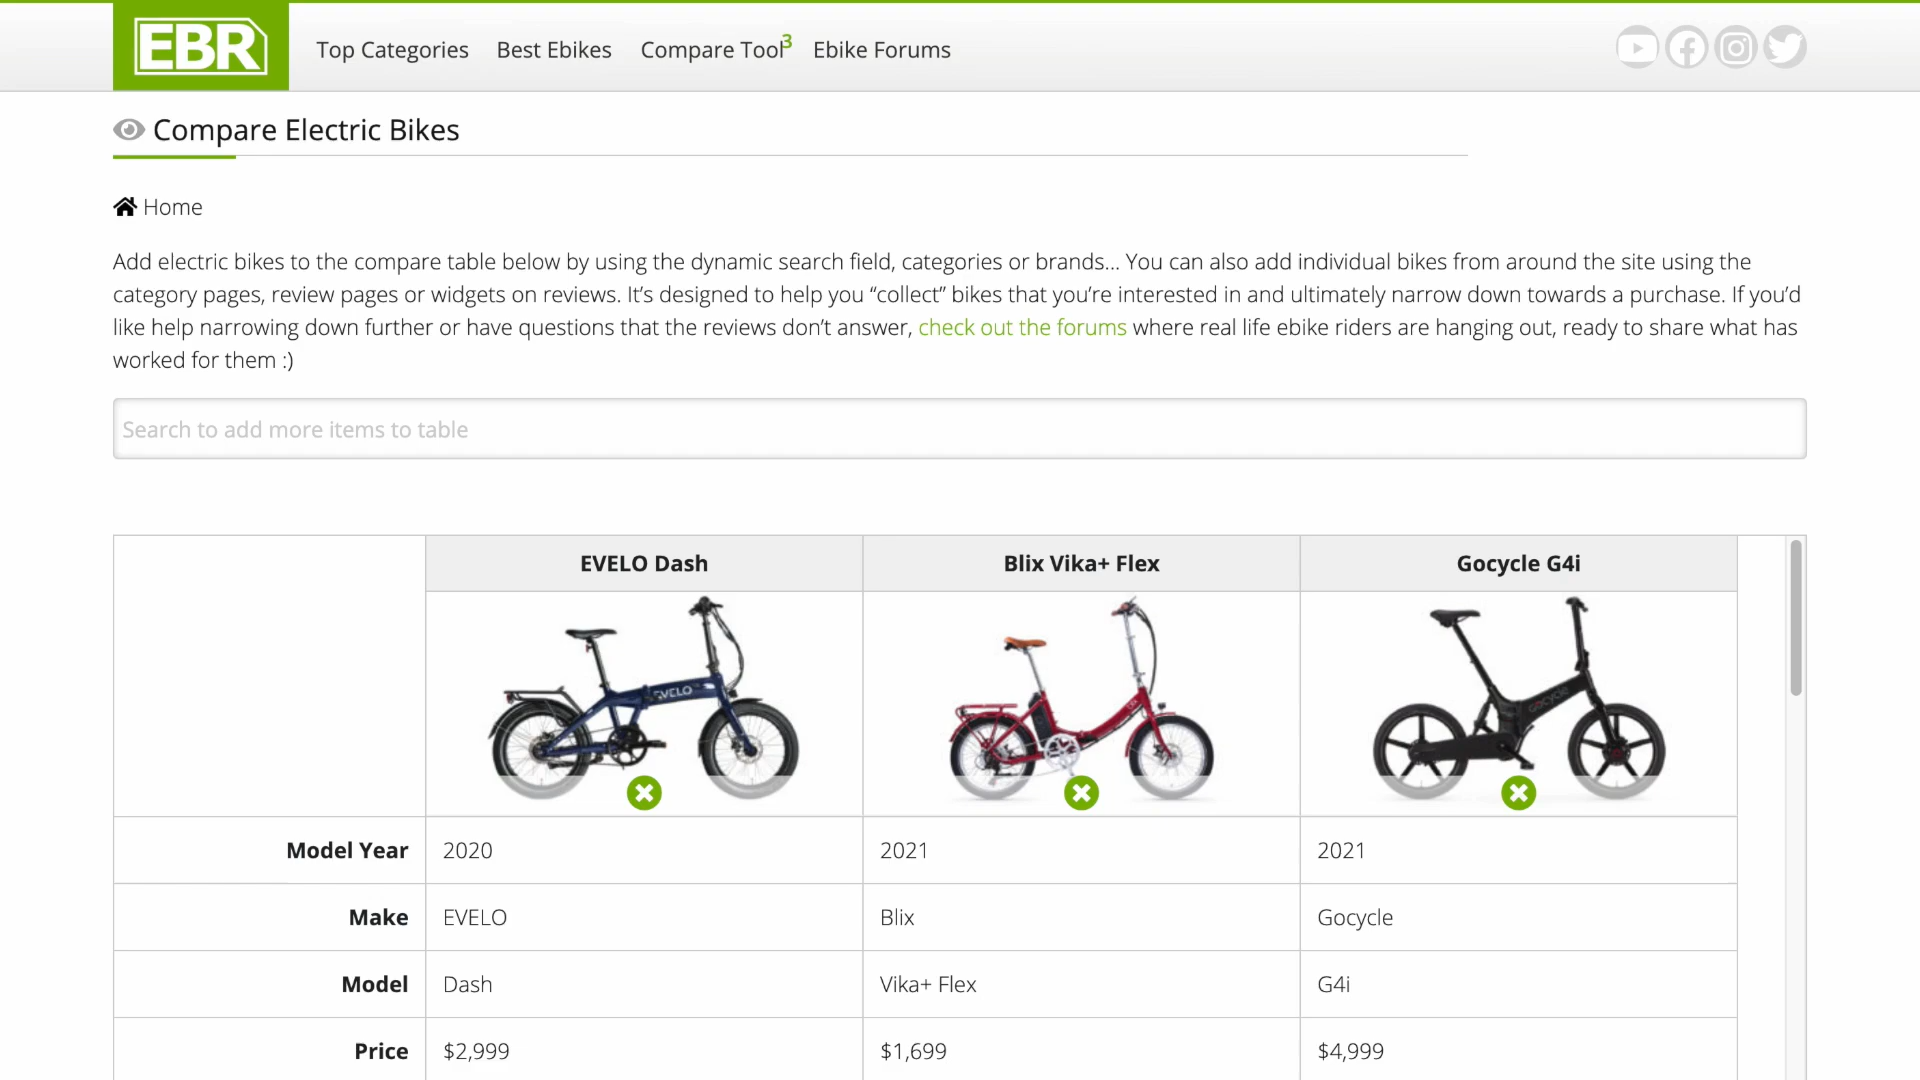 EBR
Top Categories Best Ebikes Compare Tool 3 Ebike Forums
Compare Electric Bikes
Home
Add electric bikes to the compare table below by using the dynamic search field, categories or brands... You can also add individual bikes from around the site using the
category pages, review pages or widgets on reviews. It’s designed to help you “collect” bikes that you’re interested in and ultimately narrow down towards a purchase. If you’d
like help narrowing down further or have questions that the reviews don’t answer, check out the forums where real life ebike riders are hanging out, ready to share what has
worked for them :)
Search to add more items to table
EVELO Dash Blix Vika+ Flex Gocycle G4i
EVELO
Gocycle
Model Year 2020 2021 2021
Make EVELO Blix Gocycle
Model Dash Vika+ Flex G4i
Price $2,999 $1,699 $4,999